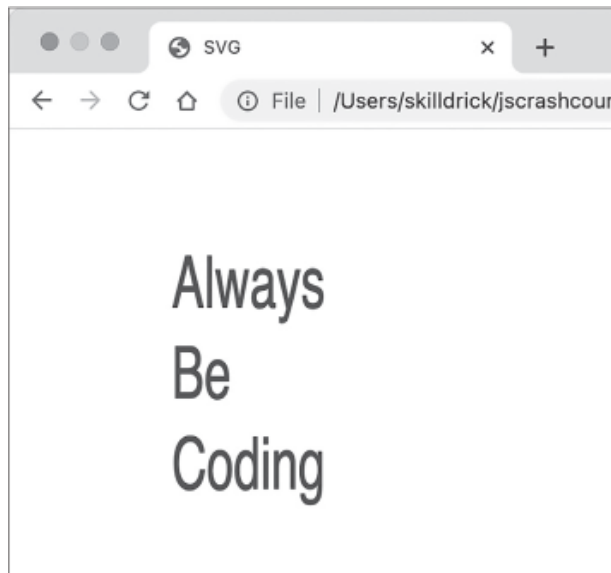 SVG
File | /Users/skilldrick/jscrashcour
Always
Be
Coding